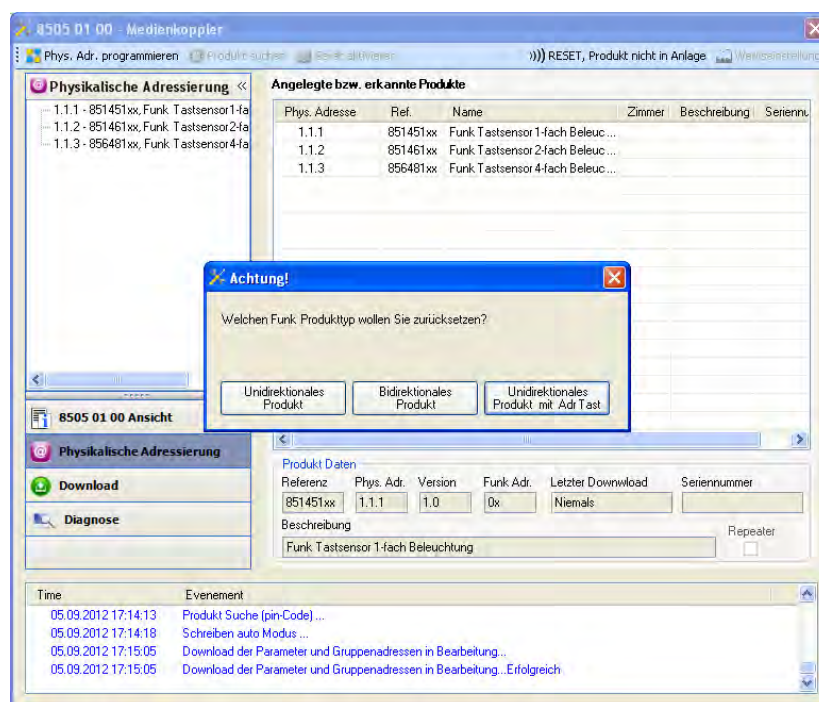 8505 01 00 - Medienkoppler
Phys. Adr. programmieren Produkt suchen Gerät aktivieren )))) RESET, Produkt nicht in Anlage Werkseinstellung
Physikalische Adressierung «
1.1.1 - 851451xx, Funk Tastsensor1-fa
1.1.2 - 851461xx, Funk Tastsensor2-fa
1.1.3 - 856481xx, Funk Tastsensor4-fa
Angelegte bzw. erkannte Produkte
Phys. Adresse Ref. Name Zimmer Beschreibung Seriennu
1.1.1 851451xx Funk Tastsensor 1-fach Beleuc ...
1.1.2 851461xx Funk Tastsensor 2-fach Beleuc ...
1.1.3 856481xx Funk Tastsensor 4-fach Beleuc ...
Achtung!
Welchen Funk Produkttyp wollen Sie zurücksetzen?
Unidirektionales
Produkt
Bidirektionales
Produkt
Unidirektionales
Produkt mit Adr Tast
8505 01 00 Ansicht
Physikalische Adressierung
Download
Diagnose
Produkt Daten
Referenz Phys. Adr. Version Funk Adr. Letzter Downwload Seriennummer
851451xx 1.1.1 1.0 0x Niemals
Beschreibung
Repeater
Funk Tastsensor 1-fach Beleuchtung
Time Evenement
05.09.2012 17:14:13 Produkt Suche (pin-Code) ...
05.09.2012 17:14:18 Schreiben auto Modus ...
05.09.2012 17:15:05 Download der Parameter und Gruppenadressen in Bearbeitung...
05.09.2012 17:15:05 Download der Parameter und Gruppenadressen in Bearbeitung...Erfolgreich